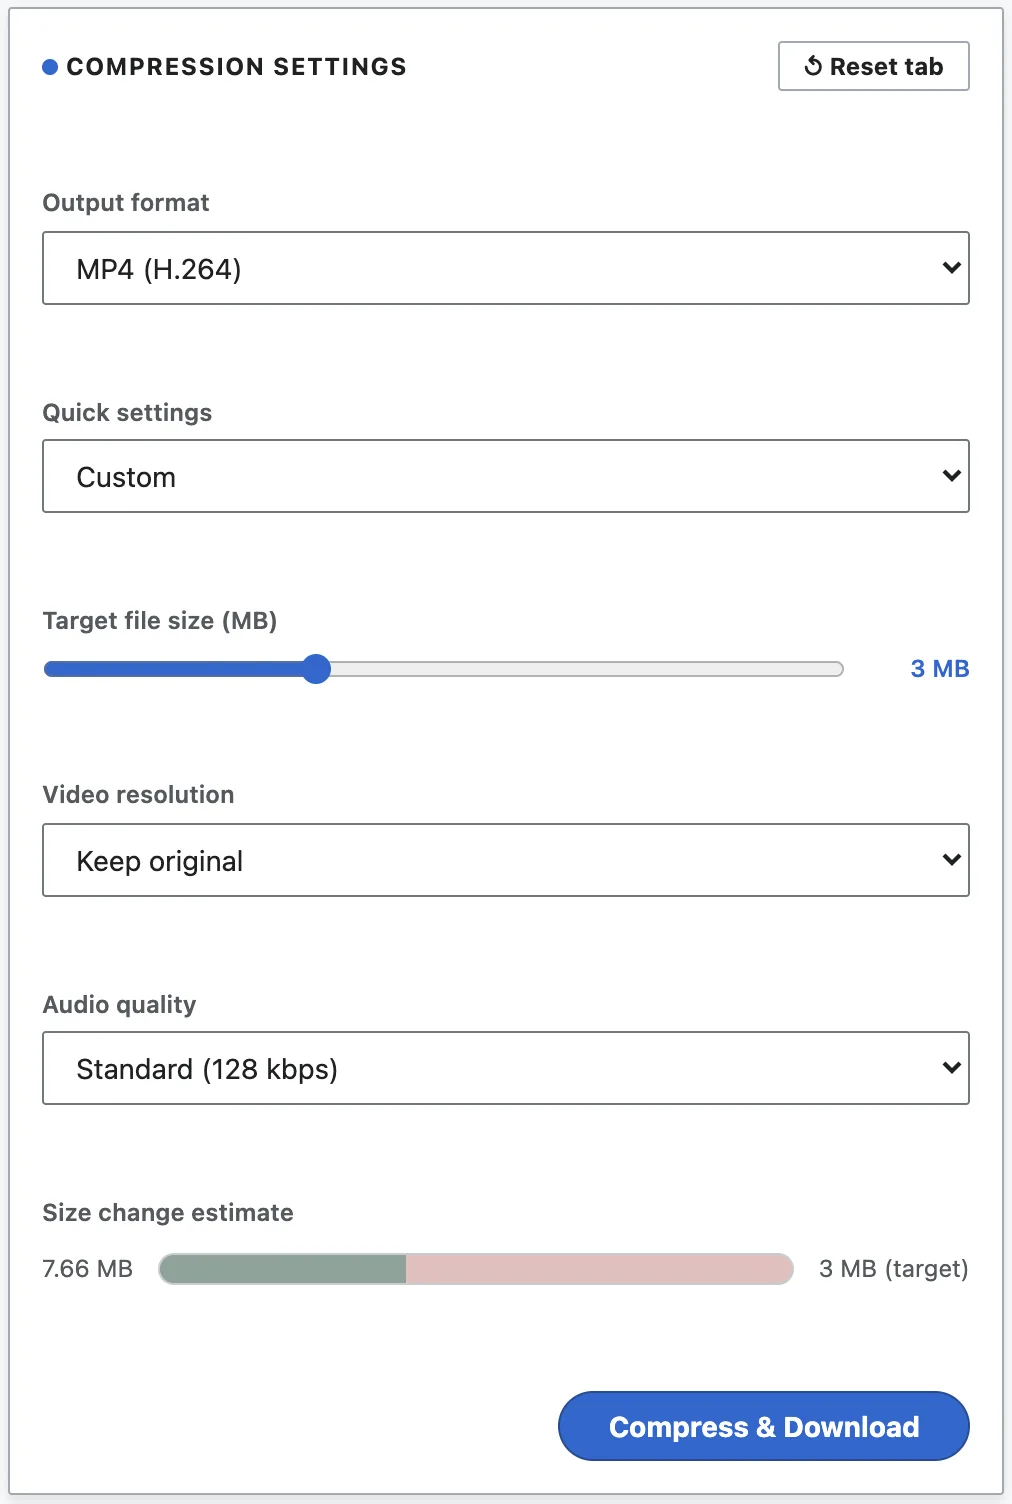 COMPRESSION SETTINGS
Reset tab
Output format
MP4 (H.264)
Quick settings
Custom
Target file size (MB)
3 MB
Video resolution
Keep original
Audio quality
Standard (128 kbps)
Size change estimate
7.66 MB
3 MB (target)
Compress & Download